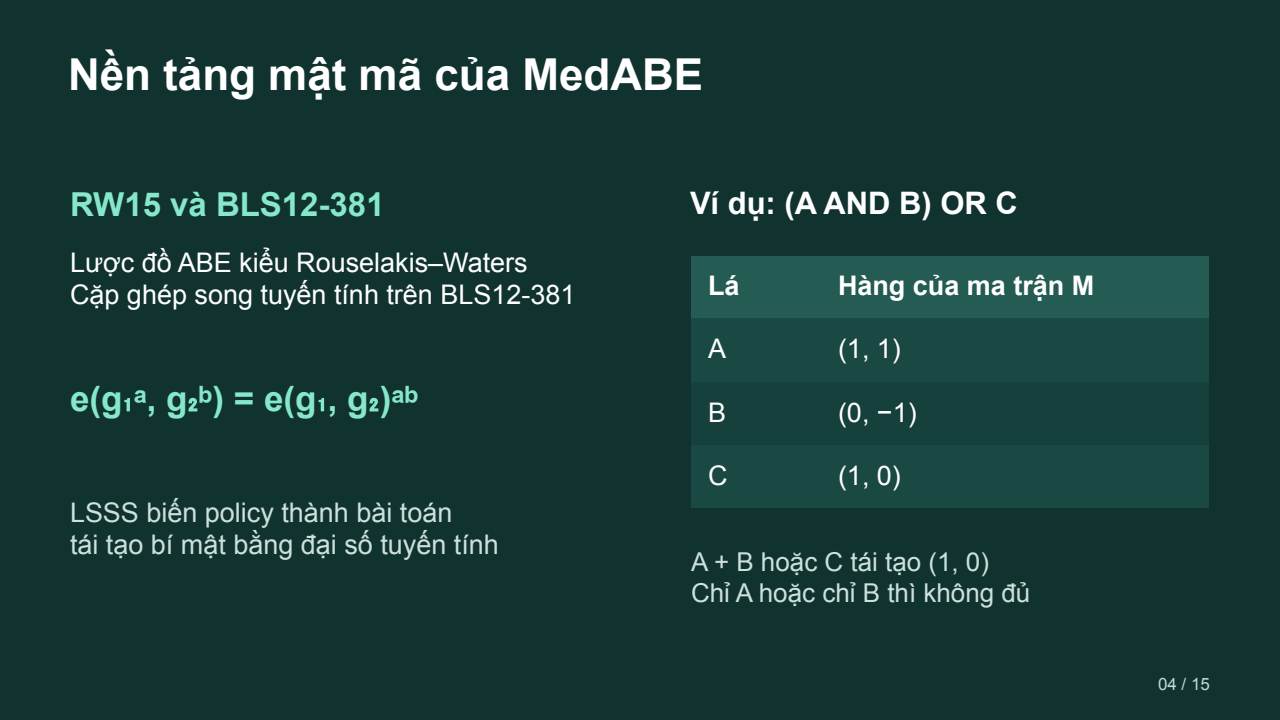 Nền tảng mật mã của MedABE
RW15 và BLS12-381
Lược đồ ABE kiểu Rouselakis–Waters
Cặp ghép song tuyến tính trên BLS12-381
e(g₁ᵃ, g₂ᵇ) = e(g₁, g₂)ᵃᵇ
LSSS biến policy thành bài toán
tái tạo bí mật bằng đại số tuyến tính
Ví dụ: (A AND B) OR C
Lá Hàng của ma trận M
A (1, 1)
B (0, −1)
C (1, 0)
A + B hoặc C tái tạo (1, 0)
Chỉ A hoặc chỉ B thì không đủ
04 / 15